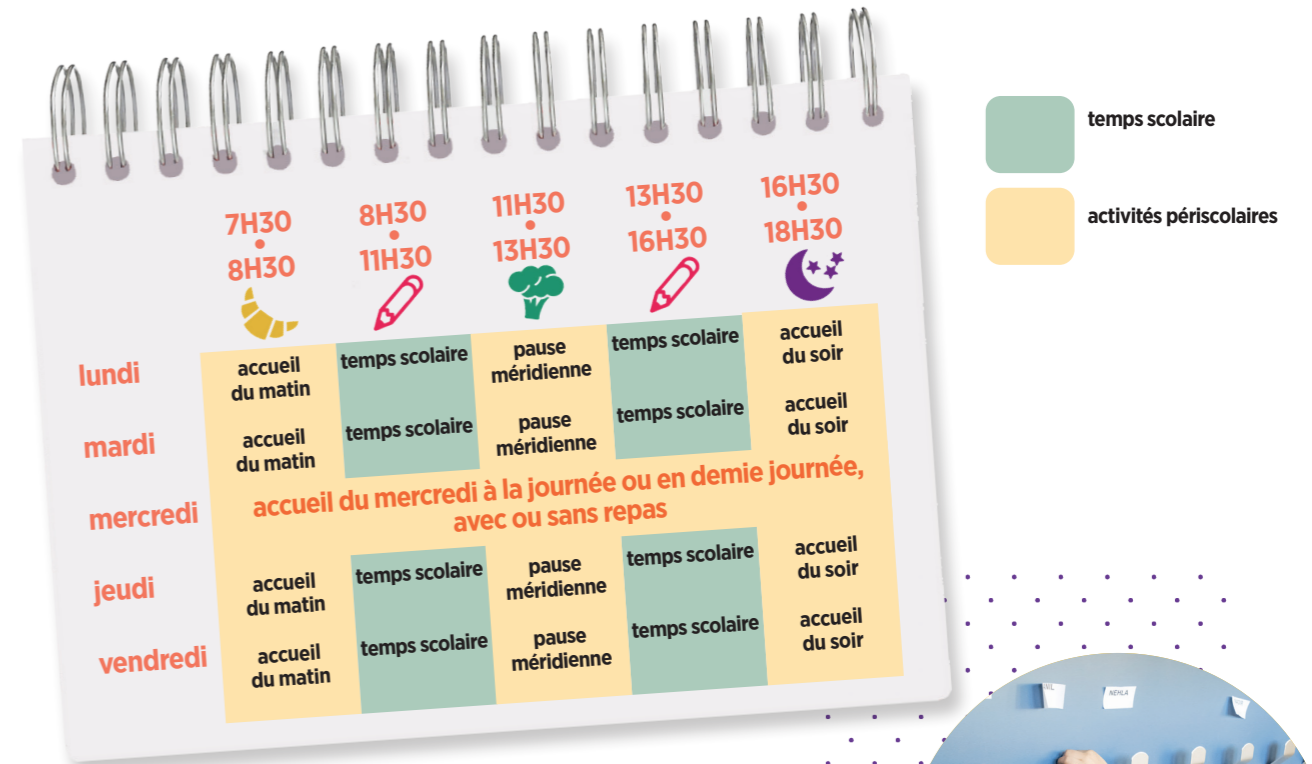 temps scolaire
activités périscolaires
7H30 • 8H30
8H30 • 11H30
11H30 • 13H30
13H30 • 16H30
16H30 • 18H30
lundi
accueil
du matin
temps scolaire
pause
méridienne
temps scolaire
accueil
du soir
mardi
accueil
du matin
temps scolaire
pause
méridienne
temps scolaire
accueil
du soir
mercredi
accueil du mercredi à la journée ou en demie journée,
avec ou sans repas
jeudi
accueil
du matin
temps scolaire
pause
méridienne
temps scolaire
accueil
du soir
vendredi
accueil
du matin
temps scolaire
pause
méridienne
temps scolaire
accueil
du soir
NEHLA